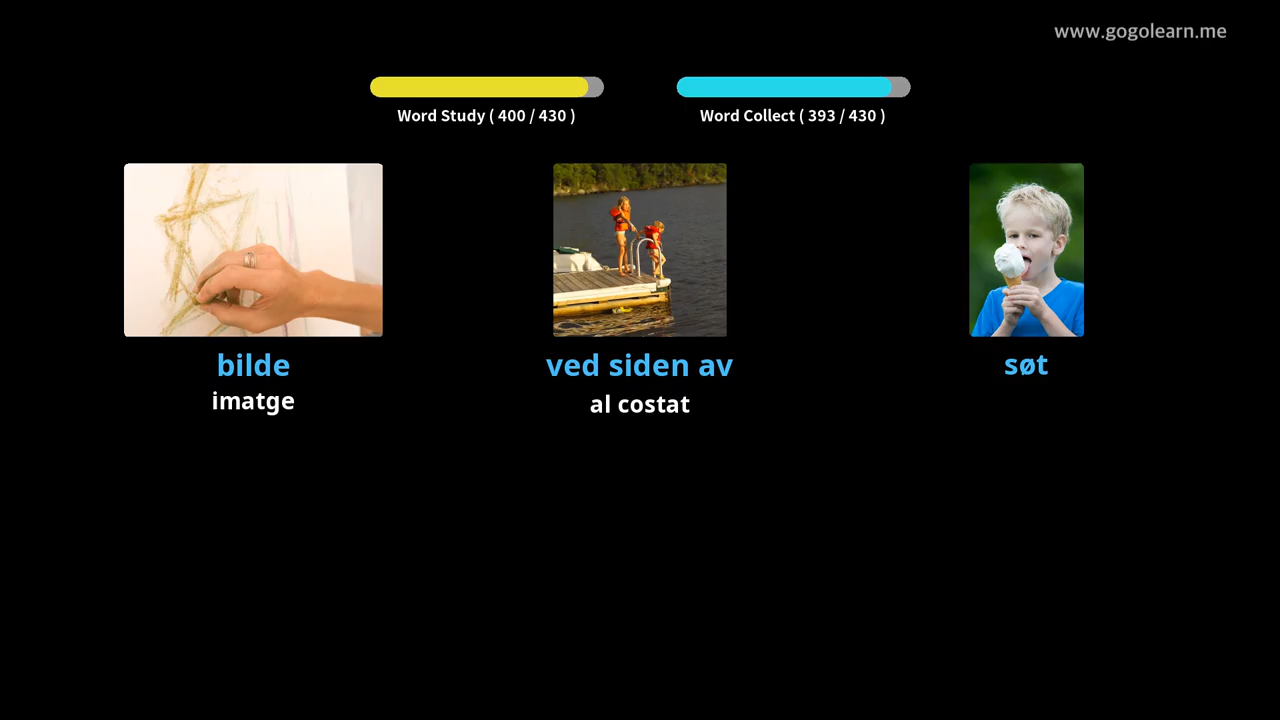 www.gogolearn.me
Word Study ( 400 / 430 )
Word Collect ( 393 / 430 )
bilde
imatge
ved siden av
al costat
søt